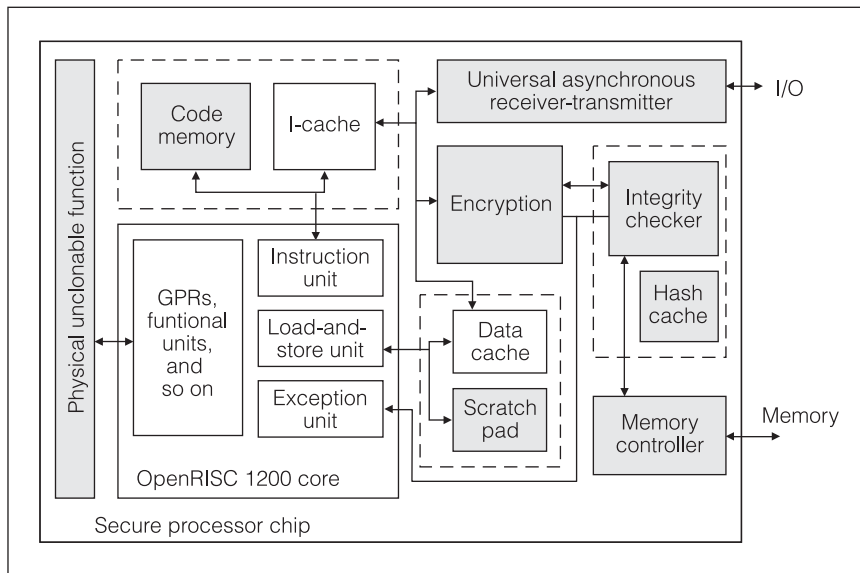 Physical unclonable function
Code
memory
I-cache
Universal asynchronous
receiver-transmitter
I/O
Encryption
Integrity
checker
Hash
cache
Instruction
unit
GPRs,
funtional
units,
and
so on
Load-and-
store unit
Exception
unit
Data
cache
Scratch
pad
Memory
controller
Memory
OpenRISC 1200 core
Secure processor chip